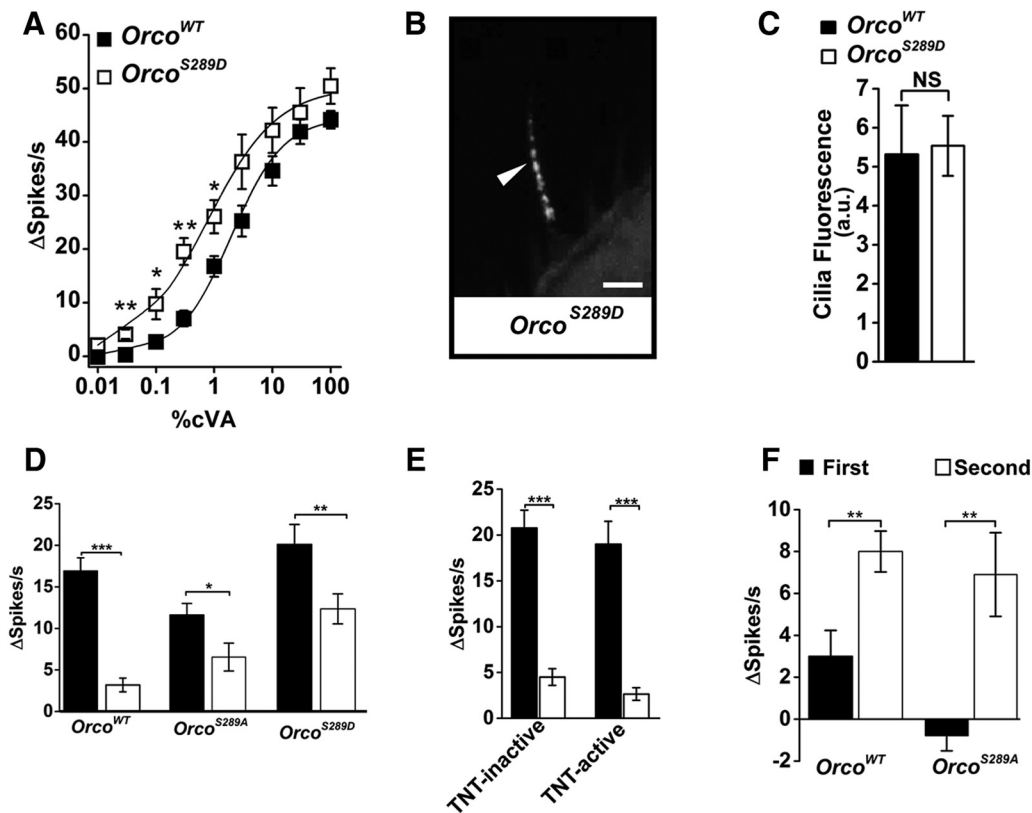 A
Orco^WT
Orco^S289D
60
50
40
30
20
10
0
ΔSpikes/s
**
*
**
*
0.01 0.1 1 10 100
%cVA
B
Orco^S289D
C
Orco^WT
Orco^S289D
NS
7
6
5
4
3
2
1
0
Cilia Fluorescence
(a.u.)
D
25
20
15
10
5
0
ΔSpikes/s
***
*
**
Orco^WT Orco^S289A Orco^S289D
E
25
20
15
10
5
0
ΔSpikes/s
***
***
TNT-inactive
TNT-active
F
First Second
10
8
6
4
2
0
-2
ΔSpikes/s
**
**
Orco^WT Orco^S289A